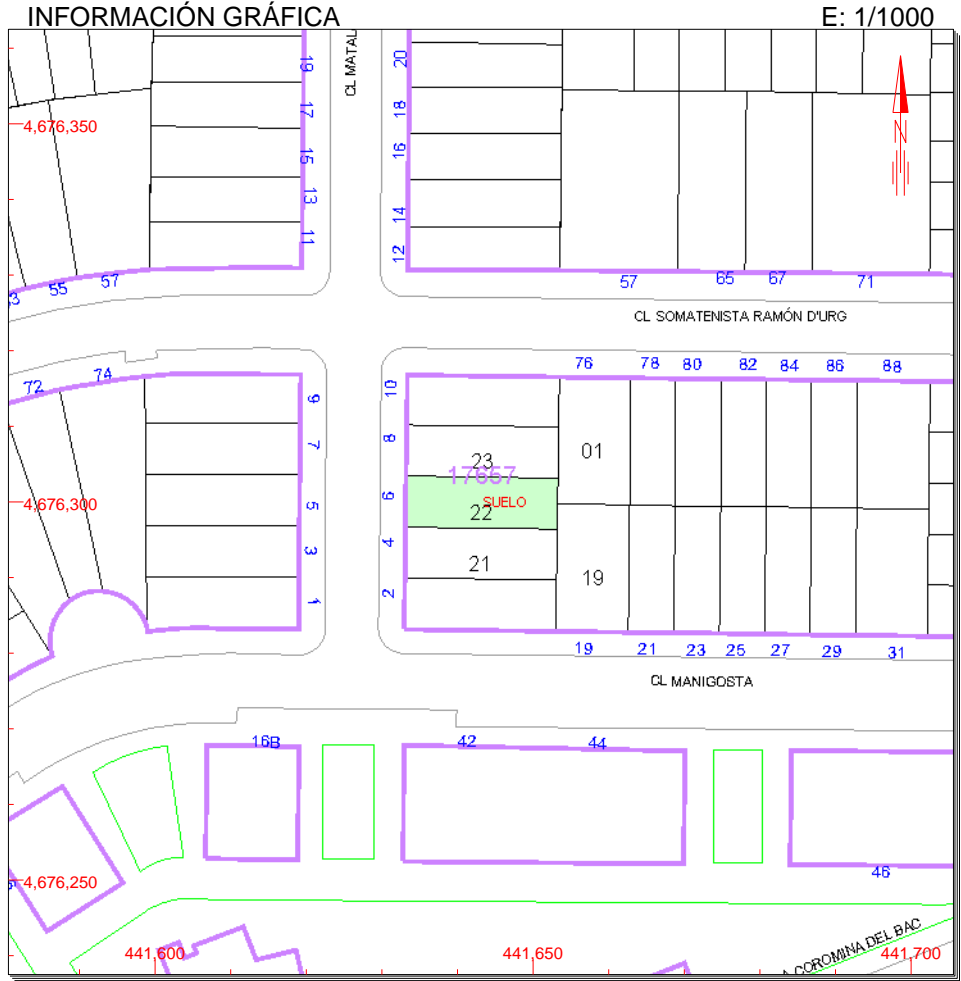 INFORMACIÓN GRÁFICA E: 1/1000
19 CL MATAL 20
17 18
4,676,350
15 16
N
13 14
11 12
55 57 57 65 67 71
CL SOMATENISTA RAMÓN D'URG
72 74 76 78 80 82 84 86 88
9 10
7 8 23 01
17657
5 6 SUELO
4,676,300
22
3 4 21 19
1 2
19 21 23 25 27 29 31
CL MANIGOSTA
16B 42 44
46
4,676,250
COROMINA DEL BAC
441,600 441,650 441,700